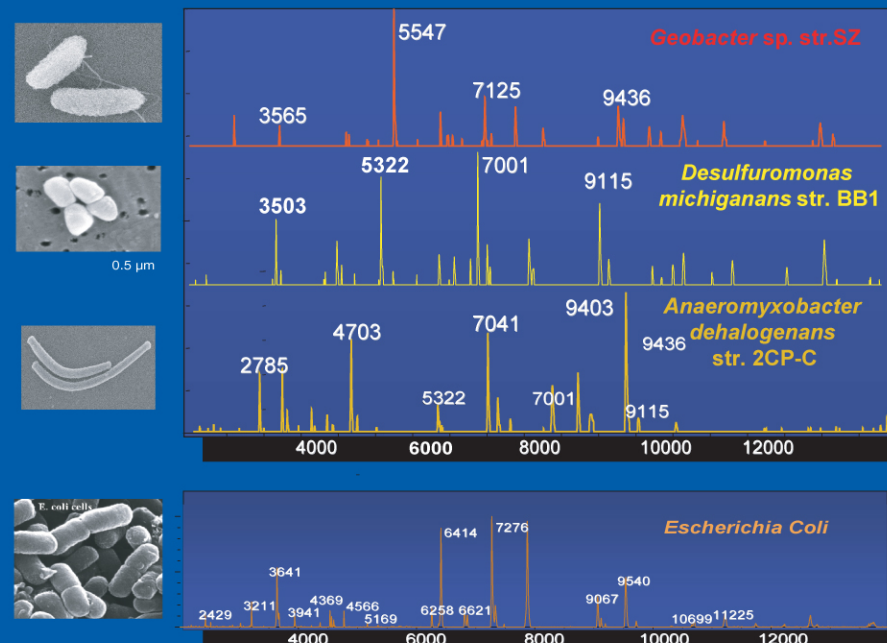 5547
Geobacter sp. str.SZ
7125
9436
3565
5322
7001
Desulfuromonas
michiganans str. BB1
9115
3503
0.5 µm
9403
Anaeromyxobacter
dehalogenans
str. 2CP-C
4703
7041
9436
2785
5322
7001
9115
4000 6000 8000 10000 12000
E. coli cells
7276
Escherichia Coli
6414
3641
9540
9067
4369
3211
4566
6258 6621
2429
3941
5169
10699 11225
4000 6000 8000 10000 12000